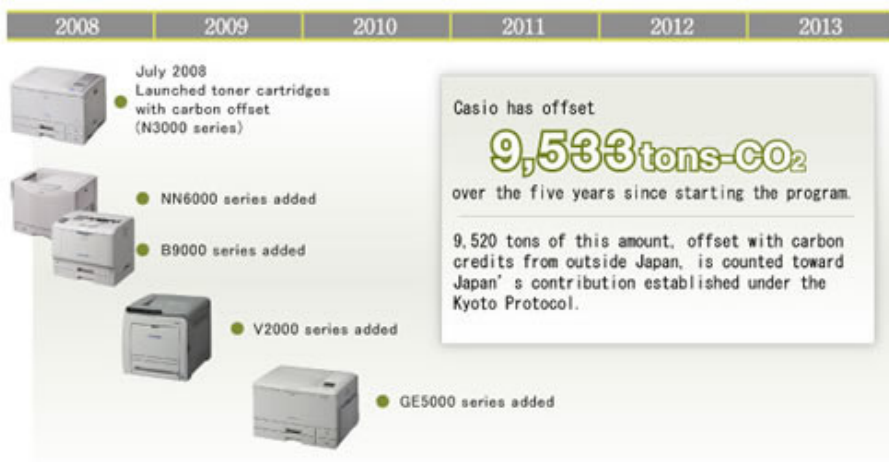 2008 2009 2010 2011 2012 2013
July 2008
Launched toner cartridges
with carbon offset
(N3000 series)
NN6000 series added
B9000 series added
V2000 series added
GE5000 series added
Casio has offset
9,533 tons-CO2
over the five years since starting the program.
9,520 tons of this amount, offset with carbon
credits from outside Japan, is counted toward
Japan's contribution established under the
Kyoto Protocol.